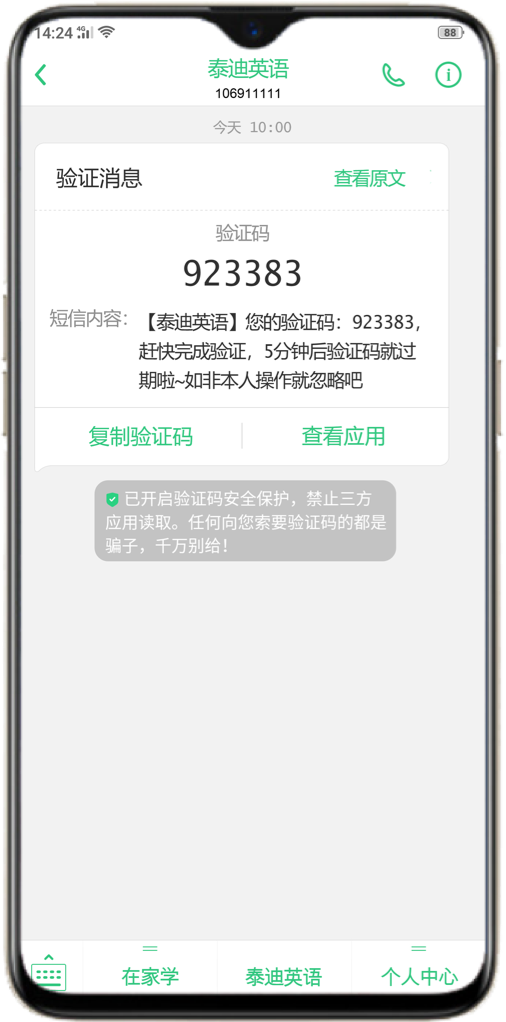 14:24 4G 88
泰迪英语
106911111
今天 10:00
验证消息 查看原文
验证码
923383
短信内容: 【泰迪英语】您的验证码: 923383,
赶快完成验证, 5分钟后验证码就过
期啦~如非本人操作就忽略吧
复制验证码 查看应用
已开启验证码安全保护，禁止三方
应用读取。任何向您索要验证码的都是
骗子，千万别给！
在家学 泰迪英语 个人中心